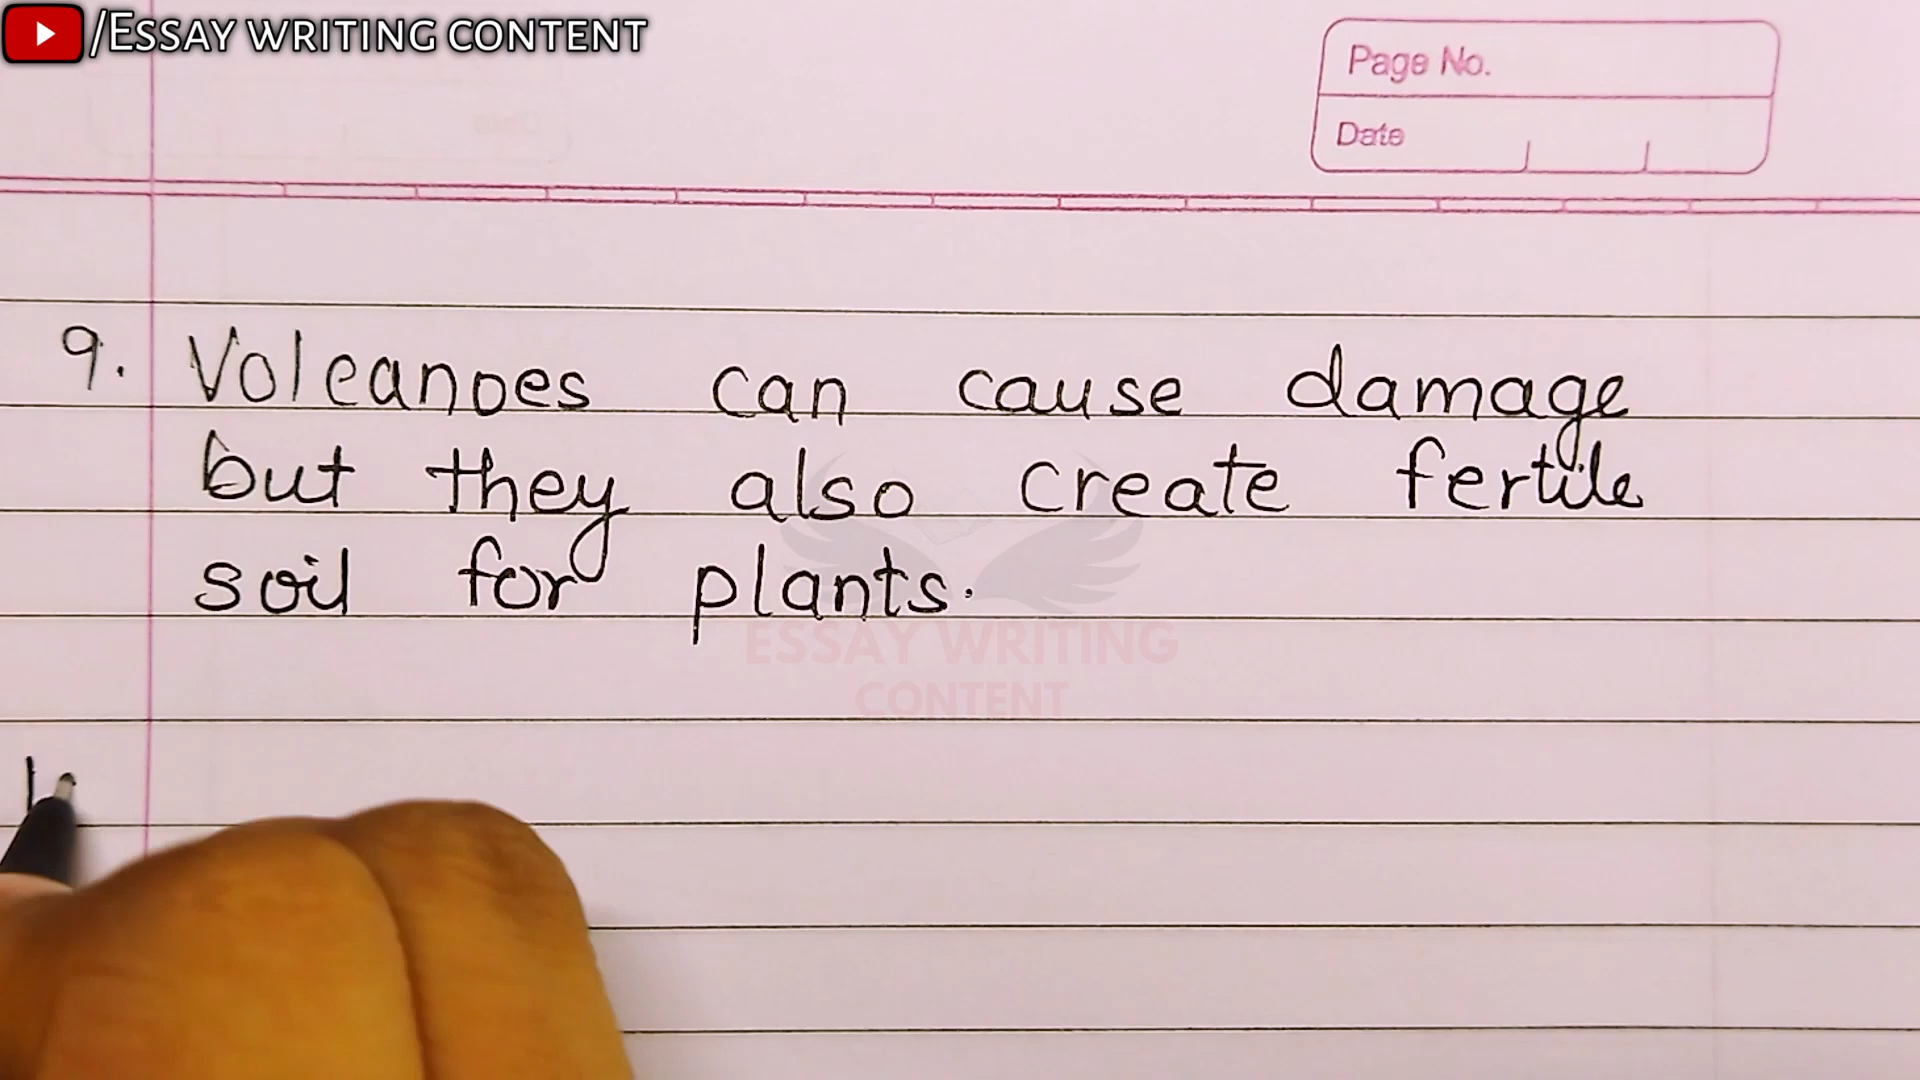 /ESSAY WRITING CONTENT
Page No.
Date
9. Volcanoes can cause damage
but they also create fertile
soil for plants.
ESSAY WRITING
CONTENT